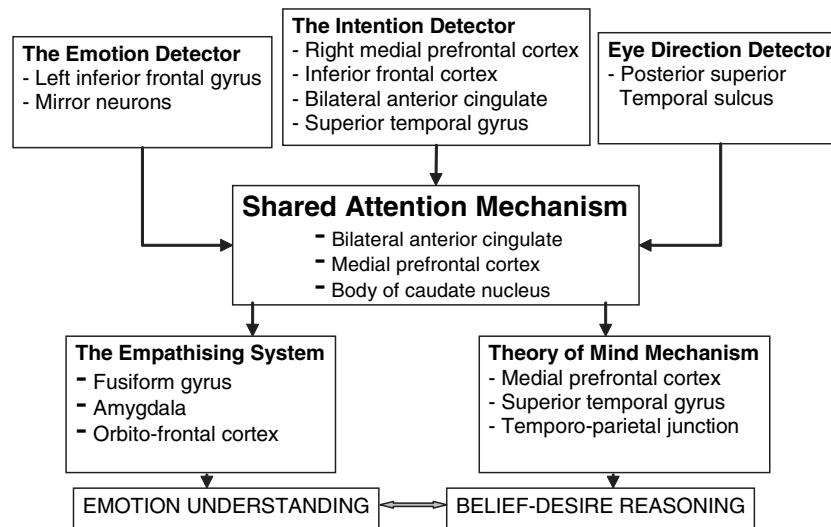 The Emotion Detector
- Left inferior frontal gyrus
- Mirror neurons
The Intention Detector
- Right medial prefrontal cortex
- Inferior frontal cortex
- Bilateral anterior cingulate
- Superior temporal gyrus
Eye Direction Detector
- Posterior superior
Temporal sulcus
Shared Attention Mechanism
- Bilateral anterior cingulate
- Medial prefrontal cortex
- Body of caudate nucleus
The Empathising System
- Fusiform gyrus
- Amygdala
- Orbito-frontal cortex
Theory of Mind Mechanism
- Medial prefrontal cortex
- Superior temporal gyrus
- Temporo-parietal junction
EMOTION UNDERSTANDING
BELIEF-DESIRE REASONING